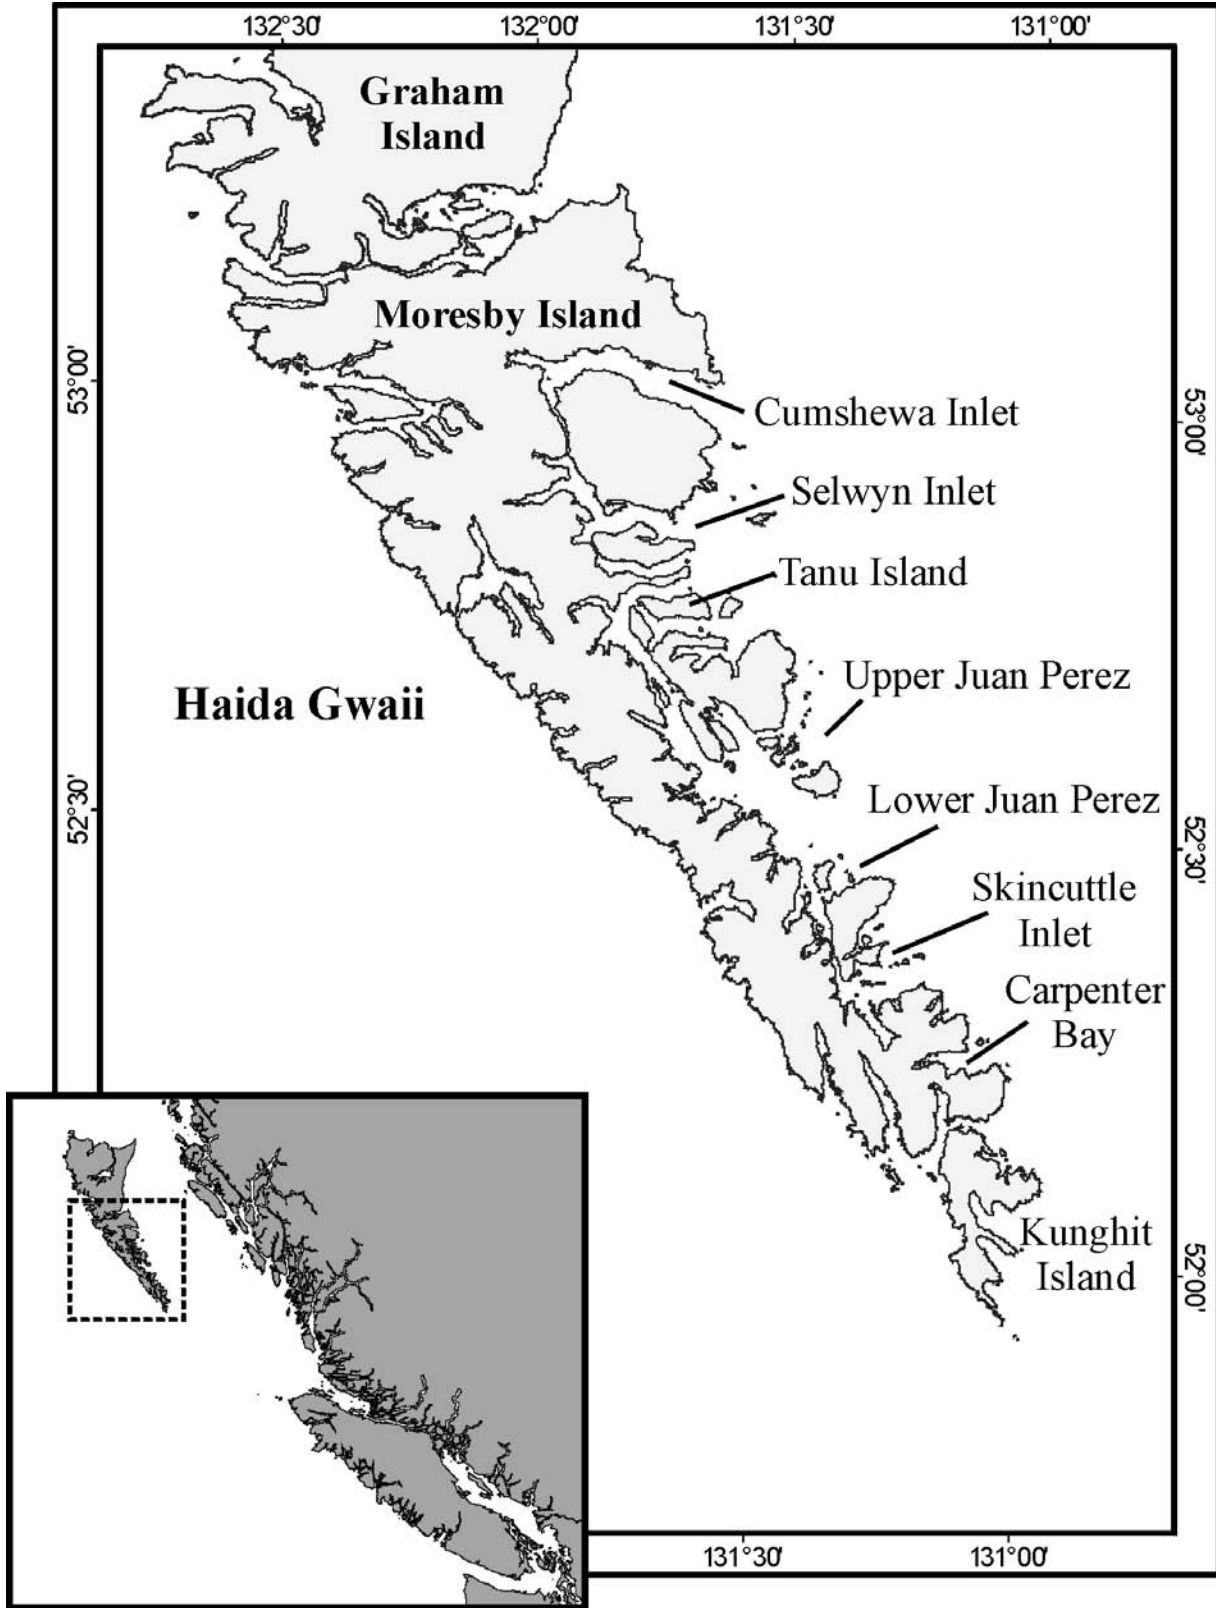 132°30'
132°00'
131°30'
131°00'
Graham
Island
Moresby Island
53°00'
Cumshewa Inlet
53°00'
Selwyn Inlet
Tanu Island
Upper Juan Perez
Haida Gwaii
52°30'
Lower Juan Perez
52°30'
Skincuttle
Inlet
Carpenter
Bay
Kunghit
Island
52°00'
131°30'
131°00'